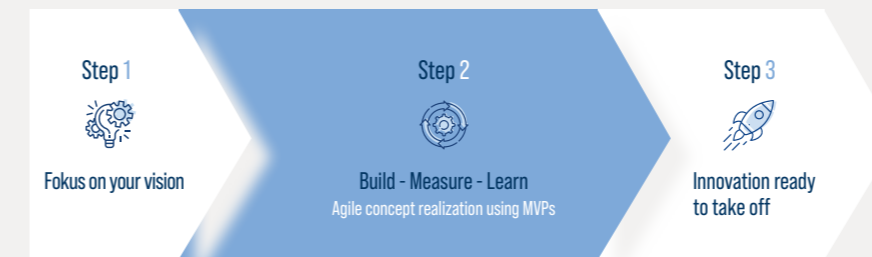 Step 1
Fokus on your vision
Step 2
Build - Measure - Learn
Agile concept realization using MVPs
Step 3
Innovation ready
to take off